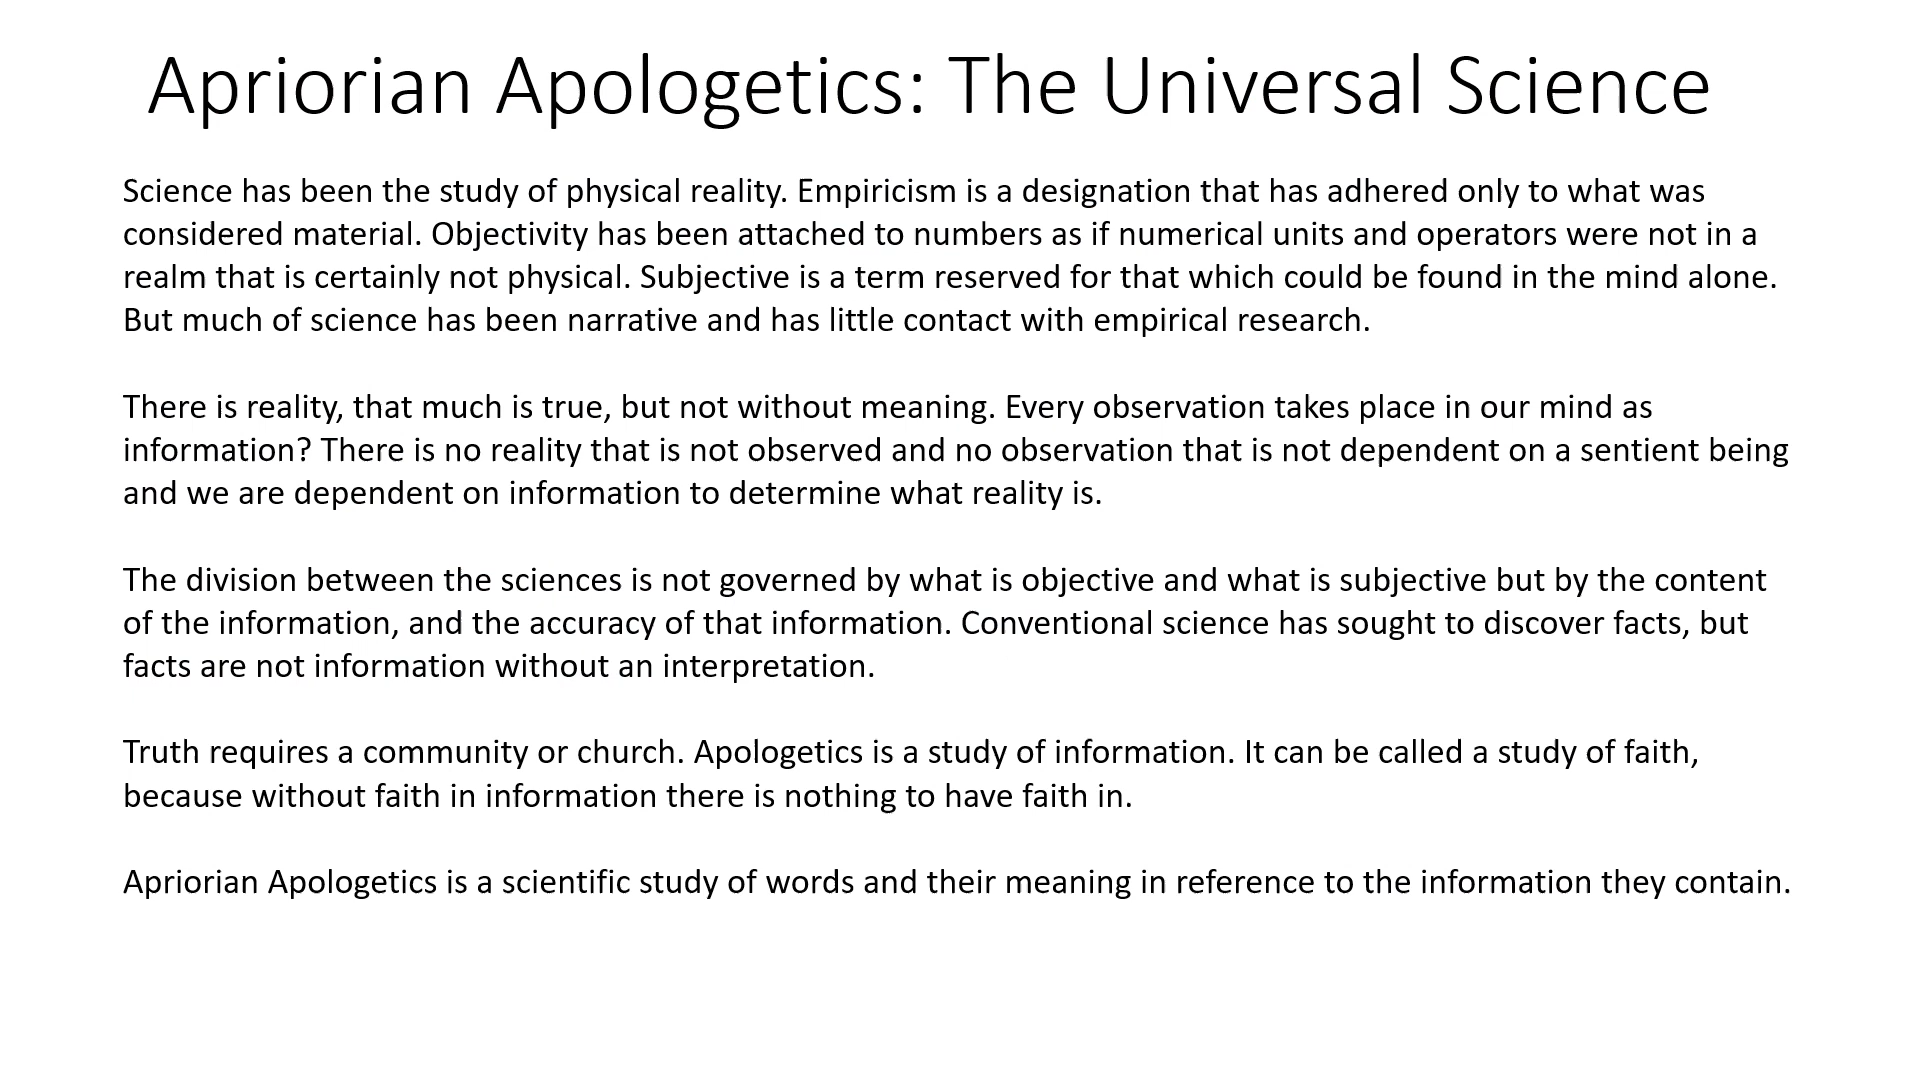 Apriorian Apologetics: The Universal Science
Science has been the study of physical reality. Empiricism is a designation that has adhered only to what was
considered material. Objectivity has been attached to numbers as if numerical units and operators were not in a
realm that is certainly not physical. Subjective is a term reserved for that which could be found in the mind alone.
But much of science has been narrative and has little contact with empirical research.
There is reality, that much is true, but not without meaning. Every observation takes place in our mind as
information? There is no reality that is not observed and no observation that is not dependent on a sentient being
and we are dependent on information to determine what reality is.
The division between the sciences is not governed by what is objective and what is subjective but by the content
of the information, and the accuracy of that information. Conventional science has sought to discover facts, but
facts are not information without an interpretation.
Truth requires a community or church. Apologetics is a study of information. It can be called a study of faith,
because without faith in information there is nothing to have faith in.
Apriorian Apologetics is a scientific study of words and their meaning in reference to the information they contain.